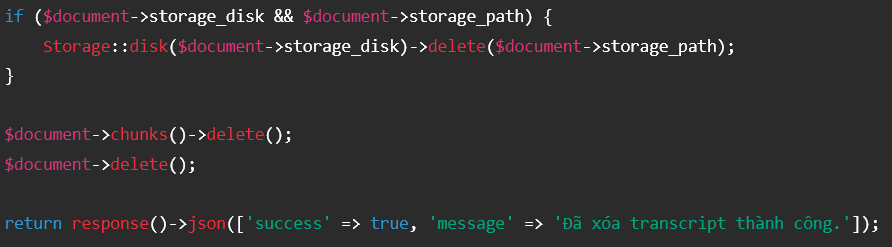 if ($document->storage_disk && $document->storage_path) {
    Storage::disk($document->storage_disk)->delete($document->storage_path);
}
$document->chunks()->delete();
$document->delete();
return response()->json(['success' => true, 'message' => 'Đã xóa transcript thành công.']);